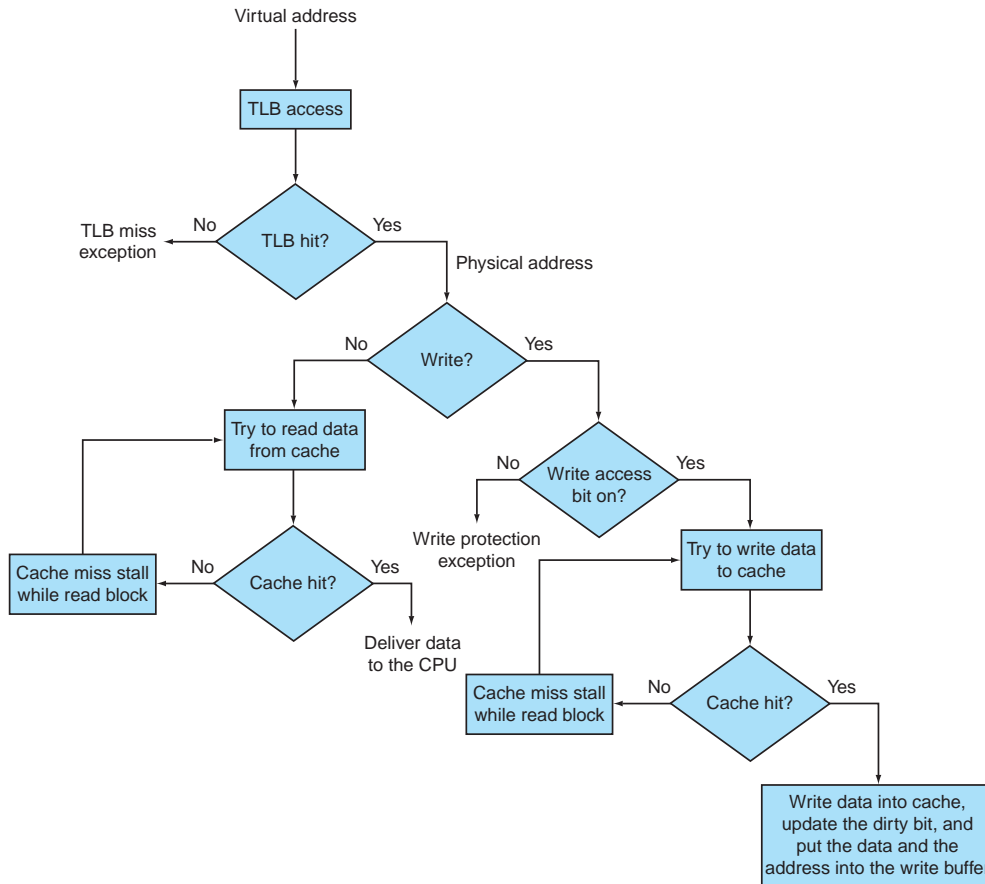 Virtual address
TLB access
TLB miss
exception
No
TLB hit?
Yes
Physical address
No
Write?
Yes
Try to read data
from cache
No
Write access
bit on?
Yes
Write protection
exception
Try to write data
to cache
Cache miss stall
while read block
No
Cache hit?
Yes
Deliver data
to the CPU
Cache miss stall
while read block
No
Cache hit?
Yes
Write data into cache,
update the dirty bit, and
put the data and the
address into the write buffer